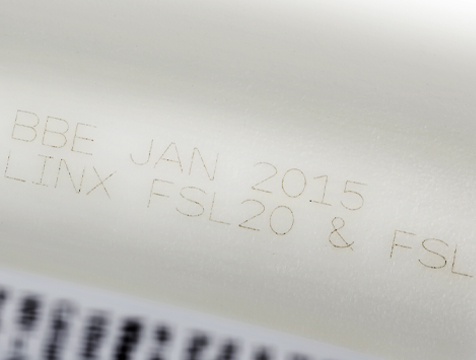 BBE JAN 2015
LINX FSL20 & FSL